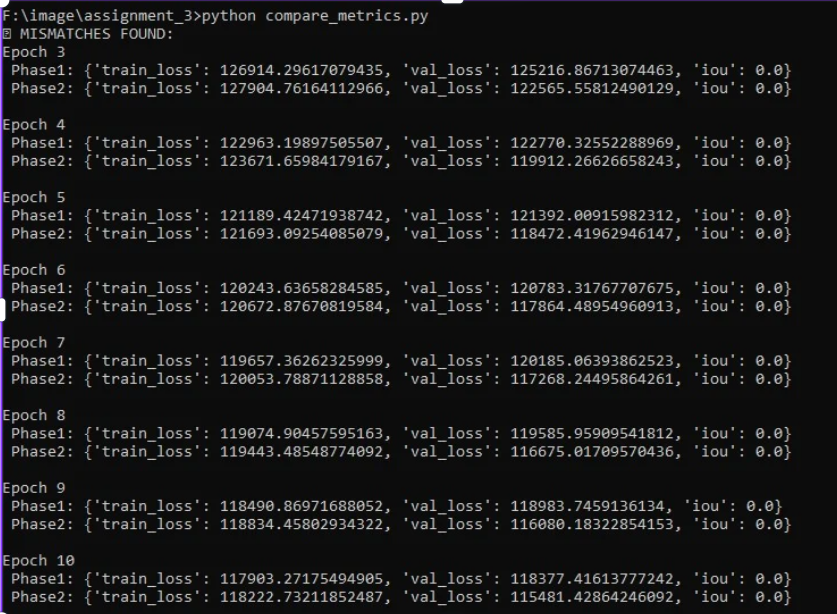 F:\image\assignment_3>python compare_metrics.py
MISMATCHES FOUND:
Epoch 3
Phase1: {'train_loss': 126914.29617079435, 'val_loss': 125216.86713074463, 'iou': 0.0}
Phase2: {'train_loss': 127904.76164112966, 'val_loss': 122565.55812490129, 'iou': 0.0}
Epoch 4
Phase1: {'train_loss': 122963.19897505507, 'val_loss': 122770.32552288969, 'iou': 0.0}
Phase2: {'train_loss': 123671.65984179167, 'val_loss': 119912.26626658243, 'iou': 0.0}
Epoch 5
Phase1: {'train_loss': 121189.42471938742, 'val_loss': 121392.00915982312, 'iou': 0.0}
Phase2: {'train_loss': 121693.09254085079, 'val_loss': 118472.41962946147, 'iou': 0.0}
Epoch 6
Phase1: {'train_loss': 120243.63658284585, 'val_loss': 120783.31767707675, 'iou': 0.0}
Phase2: {'train_loss': 120672.87670819584, 'val_loss': 117864.48954960913, 'iou': 0.0}
Epoch 7
Phase1: {'train_loss': 119657.36262325999, 'val_loss': 120185.06393862523, 'iou': 0.0}
Phase2: {'train_loss': 120053.78871128858, 'val_loss': 117268.24495864261, 'iou': 0.0}
Epoch 8
Phase1: {'train_loss': 119074.90457595163, 'val_loss': 119585.95909541812, 'iou': 0.0}
Phase2: {'train_loss': 119443.48548774092, 'val_loss': 116675.01709570436, 'iou': 0.0}
Epoch 9
Phase1: {'train_loss': 118490.86971688052, 'val_loss': 118983.7459136134, 'iou': 0.0}
Phase2: {'train_loss': 118834.45802934322, 'val_loss': 116080.18322854153, 'iou': 0.0}
Epoch 10
Phase1: {'train_loss': 117903.27175494905, 'val_loss': 118377.41613777242, 'iou': 0.0}
Phase2: {'train_loss': 118222.73211852487, 'val_loss': 115481.42864246092, 'iou': 0.0}